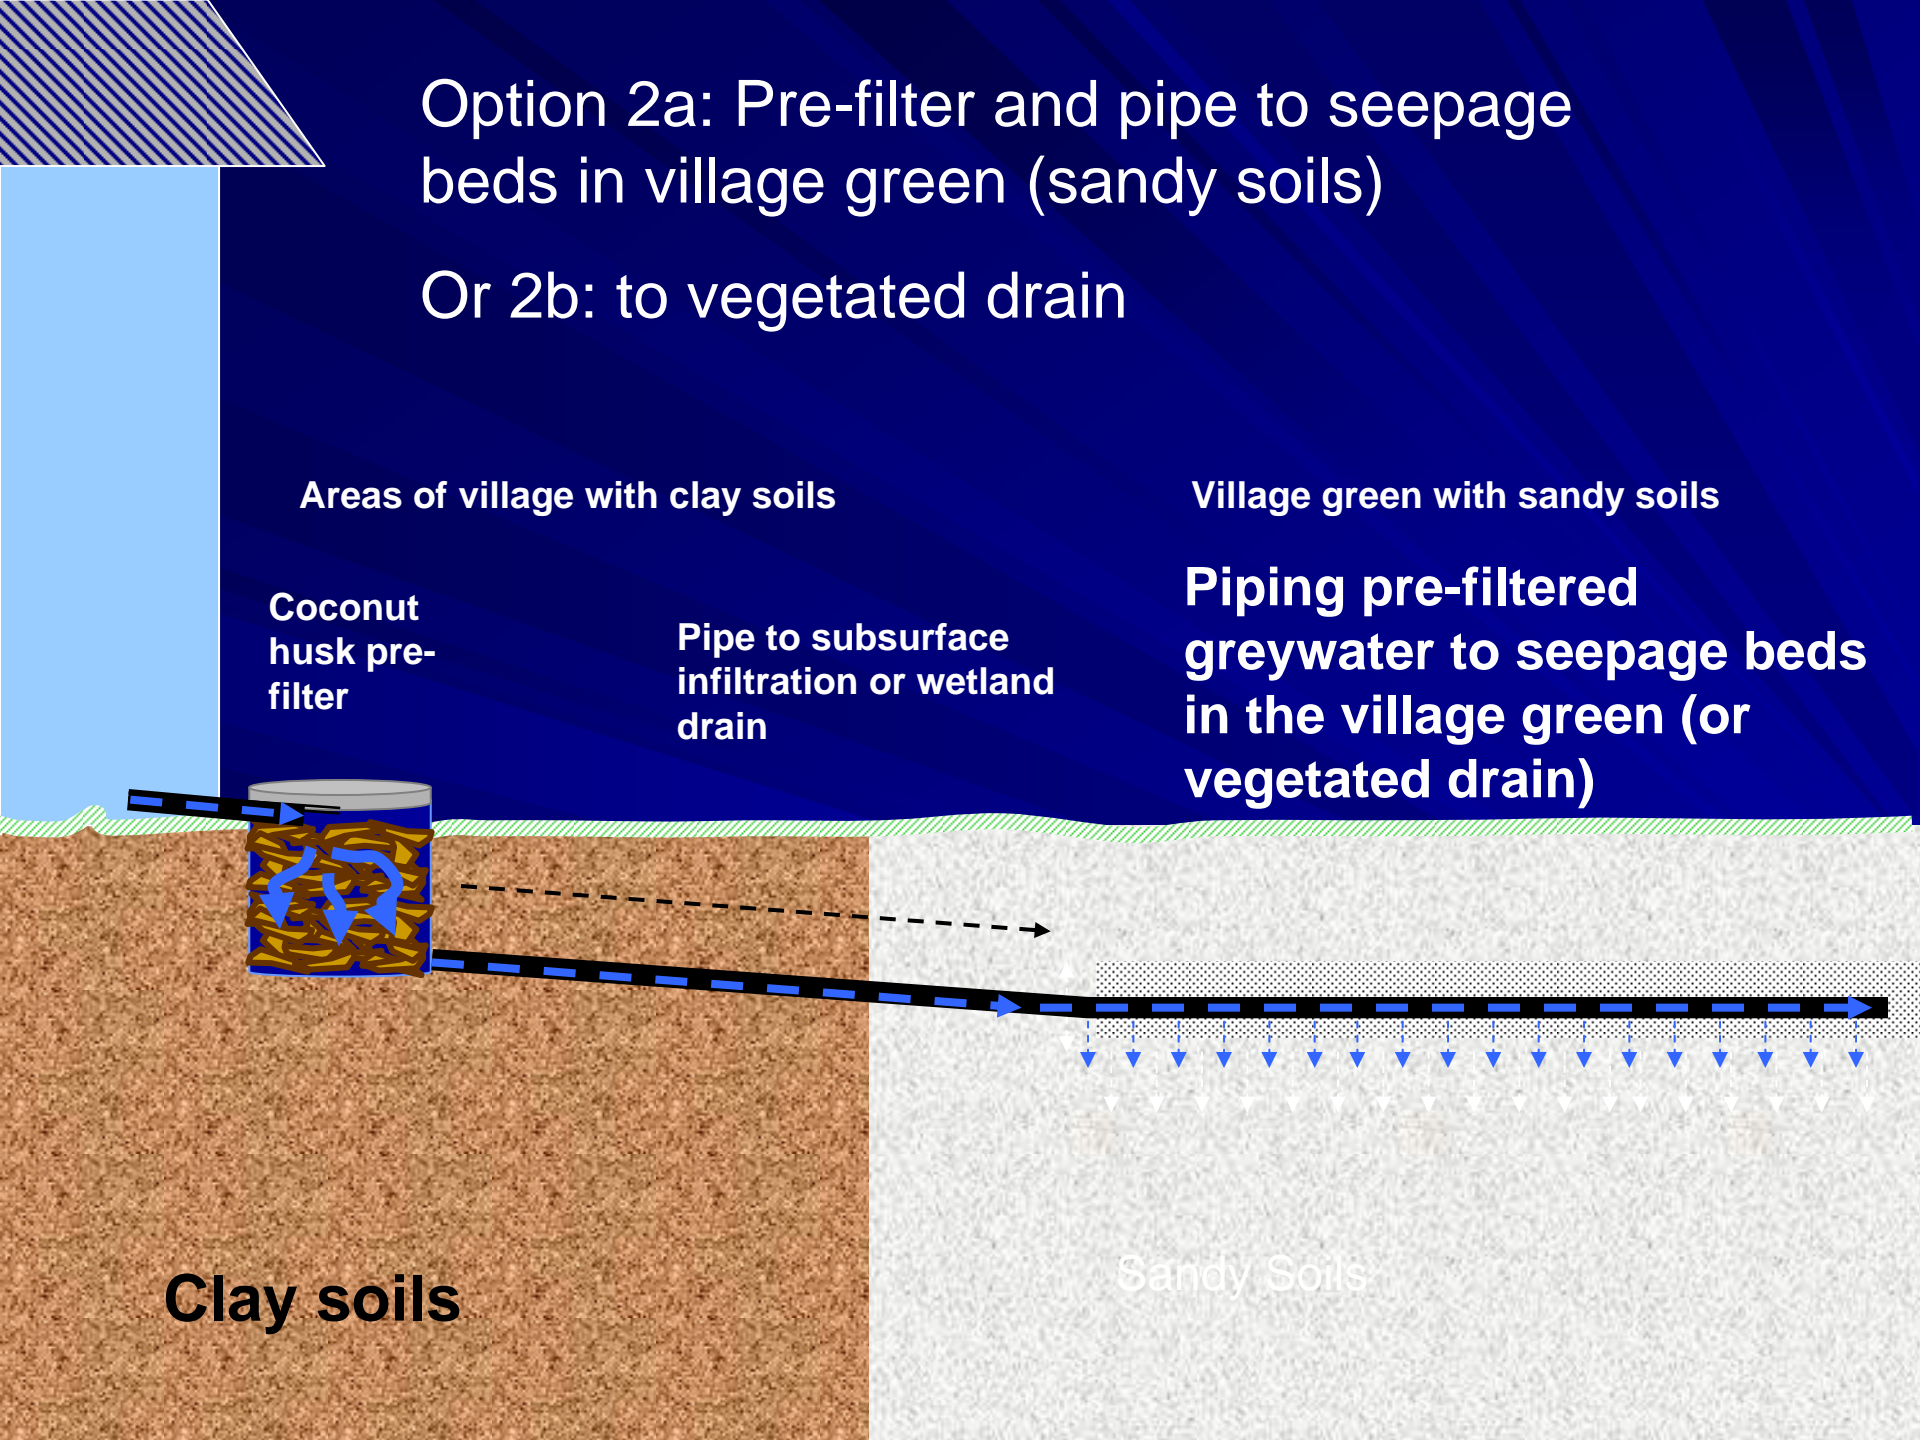 Option 2a: Pre-filter and pipe to seepage
beds in village green (sandy soils)
Or 2b: to vegetated drain
Areas of village with clay soils
Village green with sandy soils
Coconut
husk pre-
filter
Pipe to subsurface
infiltration or wetland
drain
Piping pre-filtered
greywater to seepage beds
in the village green (or
vegetated drain)
Clay soils
Sandy Soils